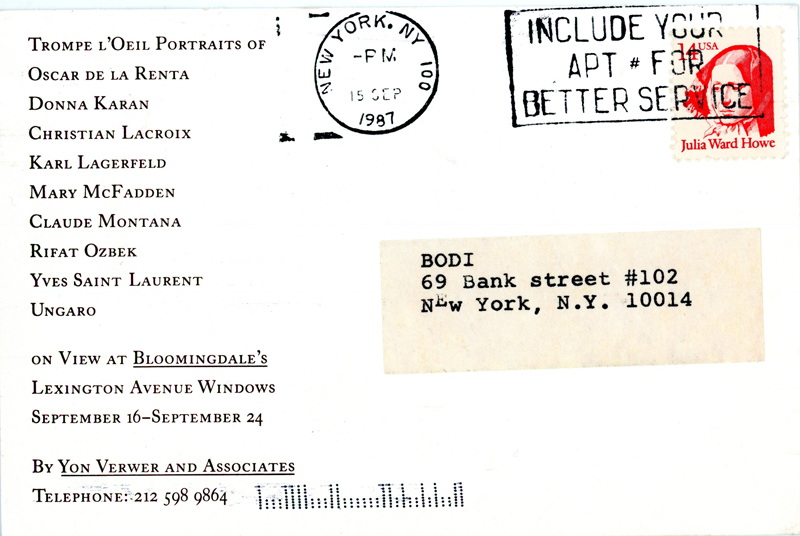 Trompe l'Oeil Portraits of
Oscar de la Renta
Donna Karan
Christian Lacroix
Karl Lagerfeld
Mary McFadden
Claude Montana
Rifat Ozbek
Yves Saint Laurent
Ungaro
on View at Bloomingdale's
Lexington Avenue Windows
September 16–September 24
By Yon Verwer and Associates
Telephone: 212 598 9864
NEW YORK, NY 100
-PM
15 SEP
1987
INCLUDE YOUR
APT # FOR
BETTER SERVICE
14 USA
Julia Ward Howe
BODI
69 Bank street #102
NEw York, N.Y. 10014